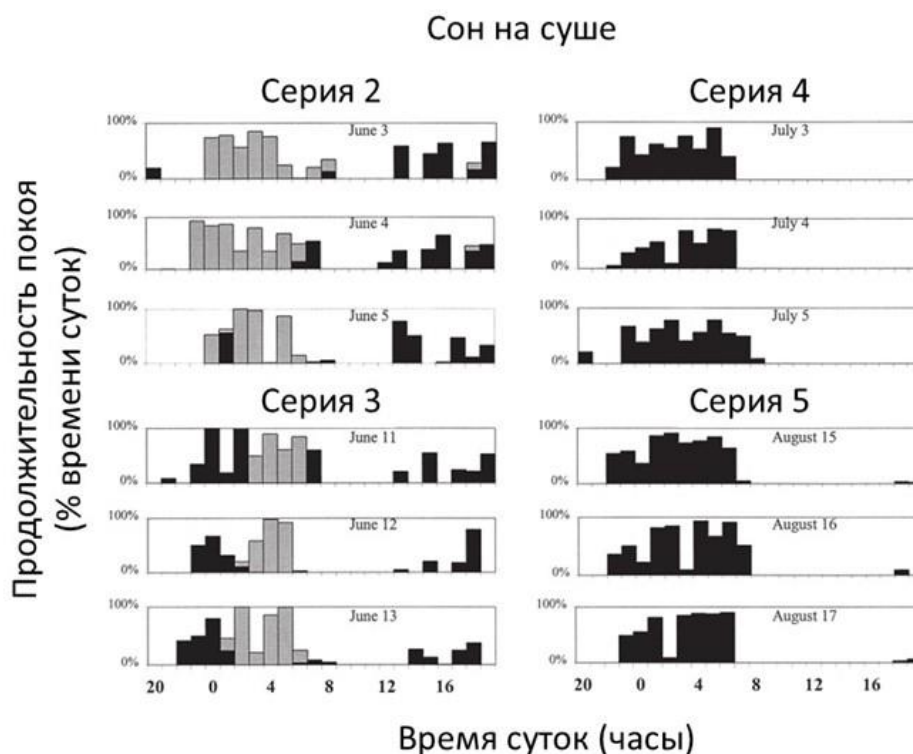 Сон на суше
Серия 2
Серия 4
Продолжительность покоя
(% времени суток)
100%
June 3
0%
100%
July 3
0%
100%
June 4
0%
100%
July 4
0%
100%
June 5
0%
100%
July 5
0%
Серия 3
Серия 5
100%
June 11
0%
100%
August 15
0%
100%
June 12
0%
100%
August 16
0%
100%
June 13
0%
100%
August 17
0%
20 0 4 8 12 16
20 0 4 8 12 16
Время суток (часы)